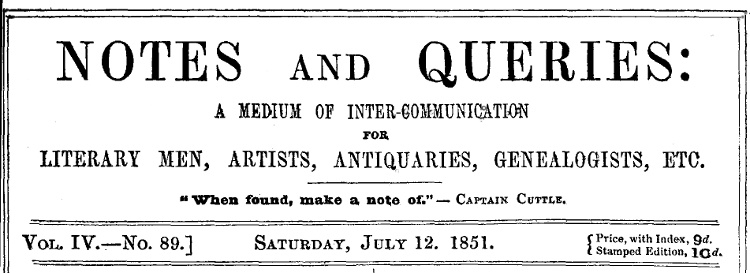 NOTES AND QUERIES:
A MEDIUM OF INTER-COMMUNICATION
FOR
LITERARY MEN, ARTISTS, ANTIQUARIES, GENEALOGISTS, ETC.
"When found, make a note of."—CAPTAIN CUTTLE.
VOL. IV.—No. 89.] SATURDAY, JULY 12. 1851. { Price, with Index, 9d.
{ Stamped Edition, 10d.